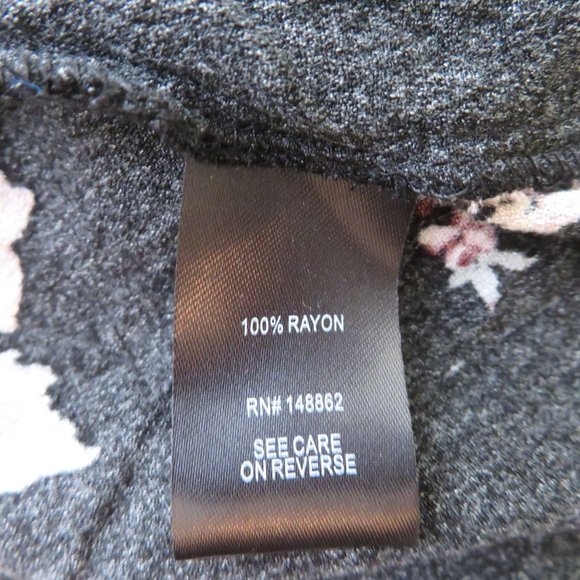 100% RAYON
RN# 148862
SEE CARE
ON REVERSE